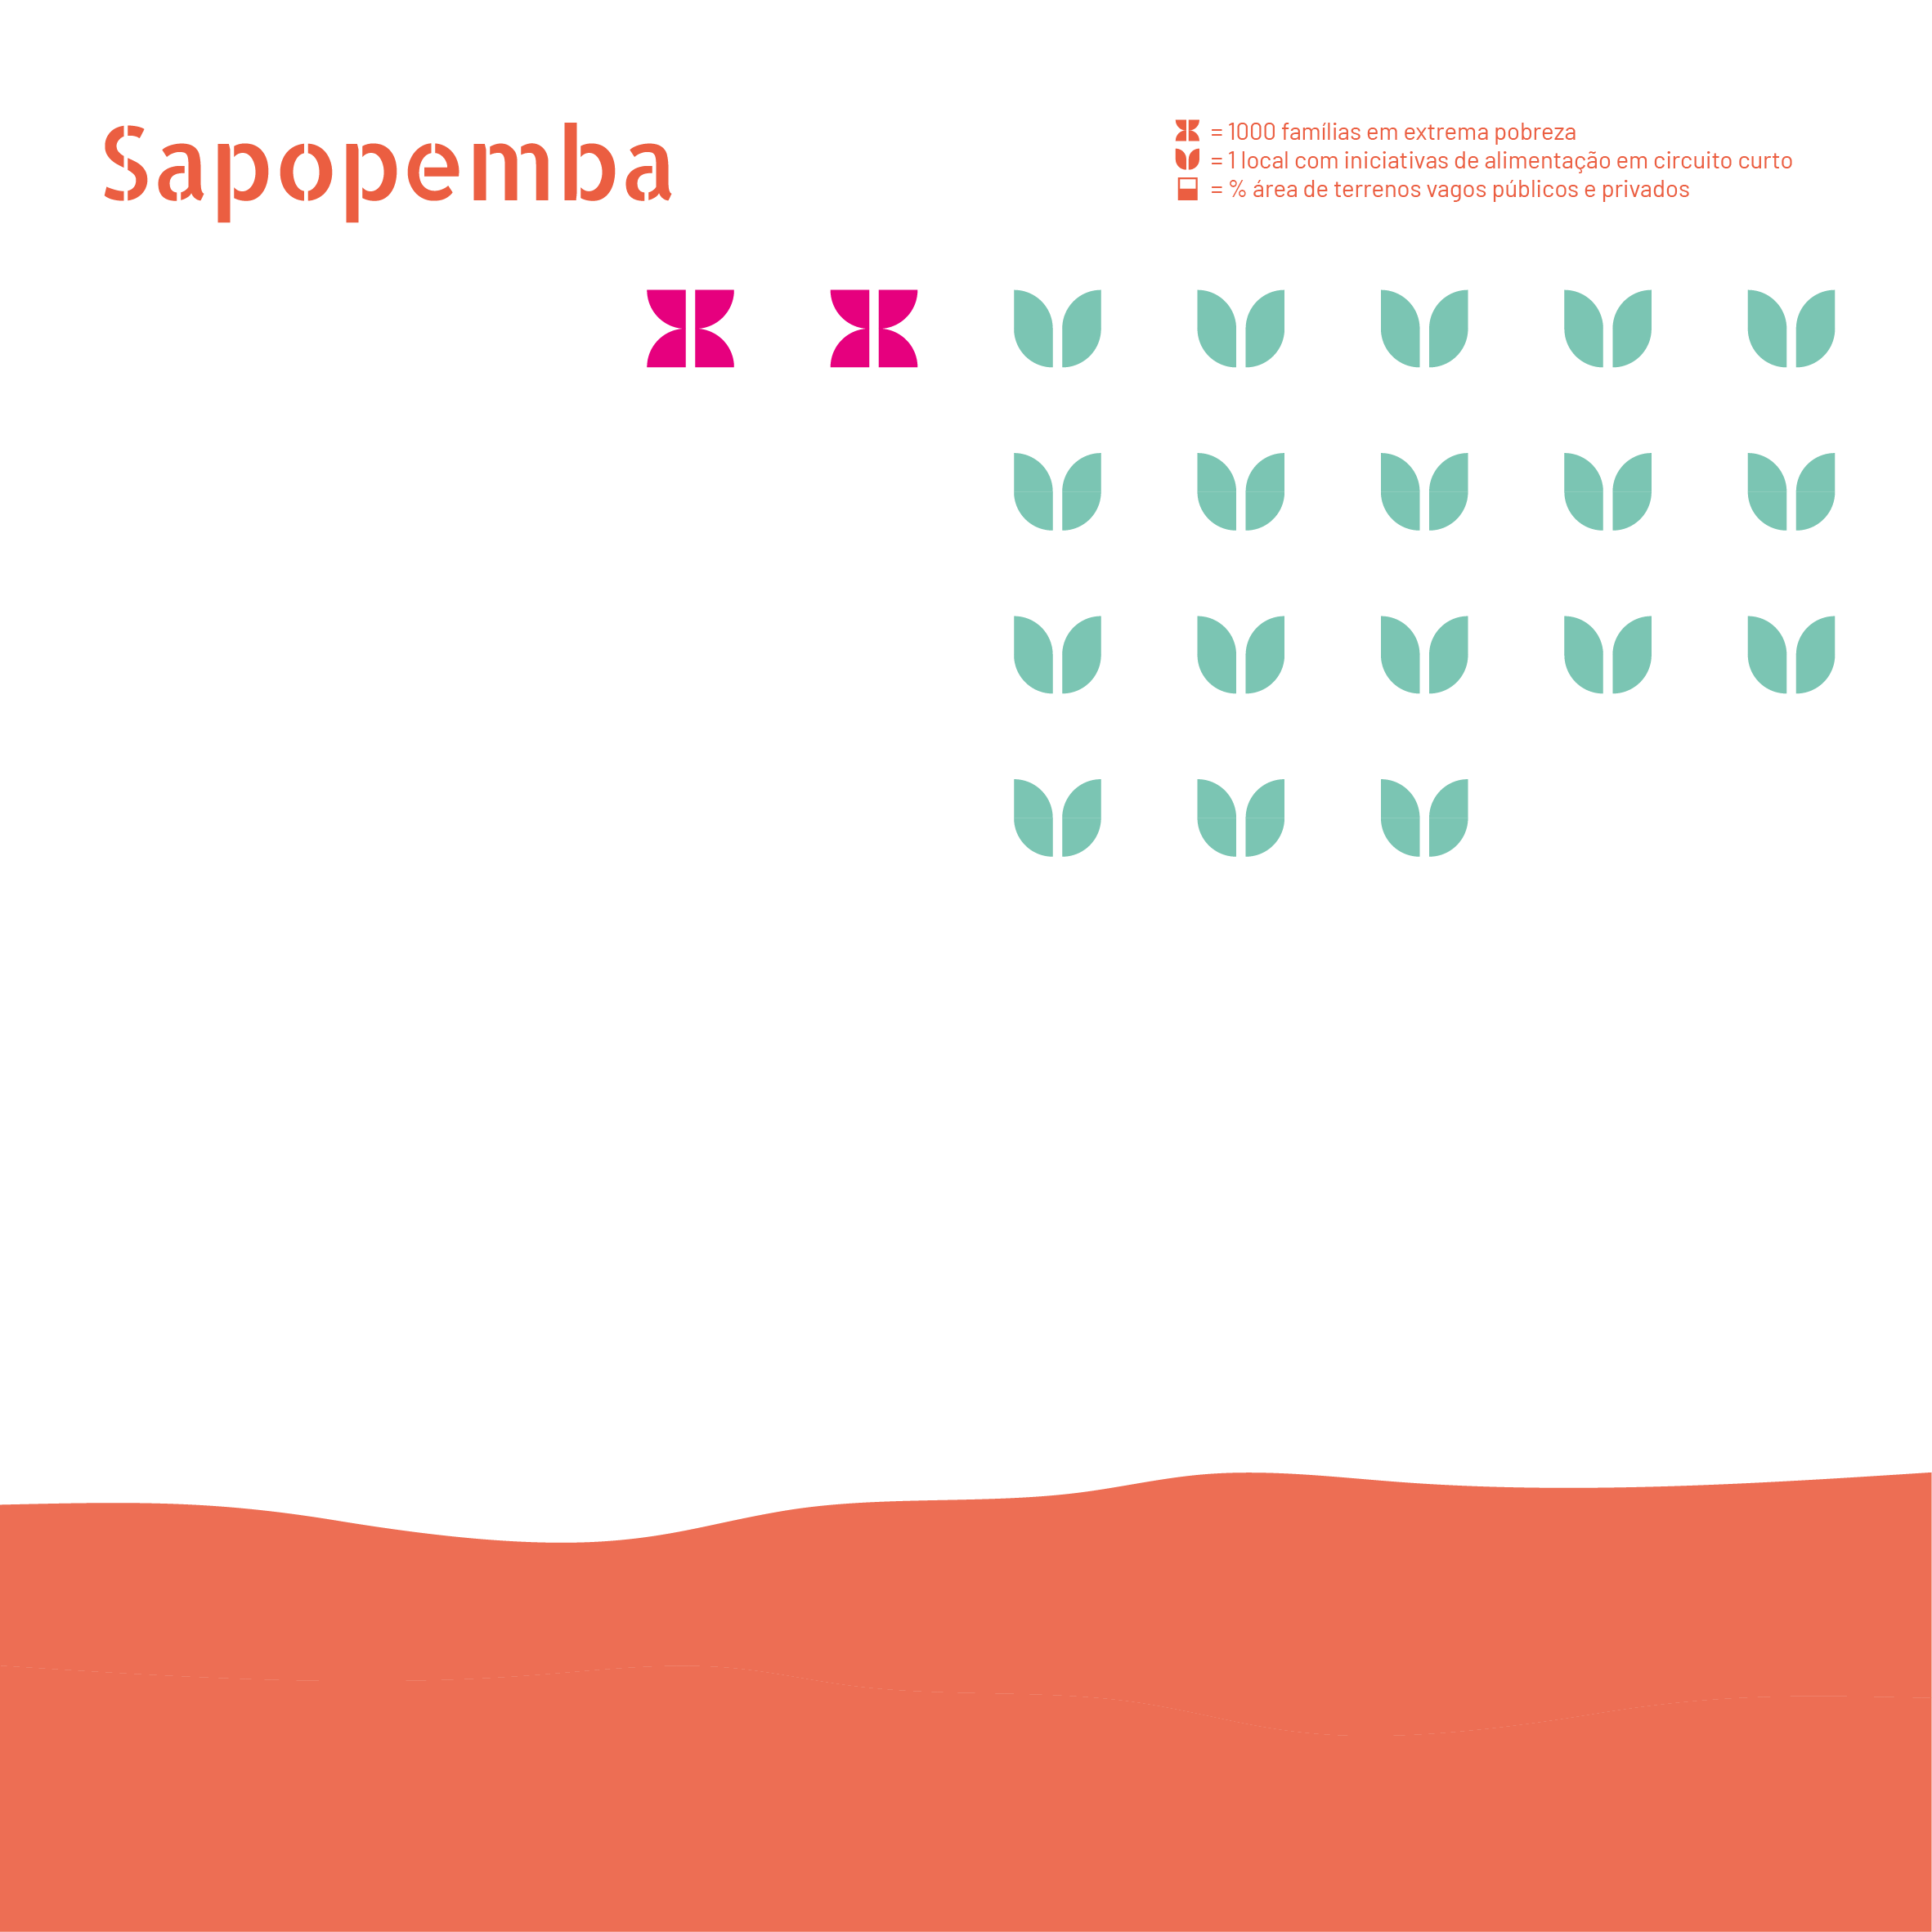 Sapopemba
= 1000 famílias em extrema pobreza
= 1 local com iniciativas de alimentação em circuito curto
= % área de terrenos vagos públicos e privados